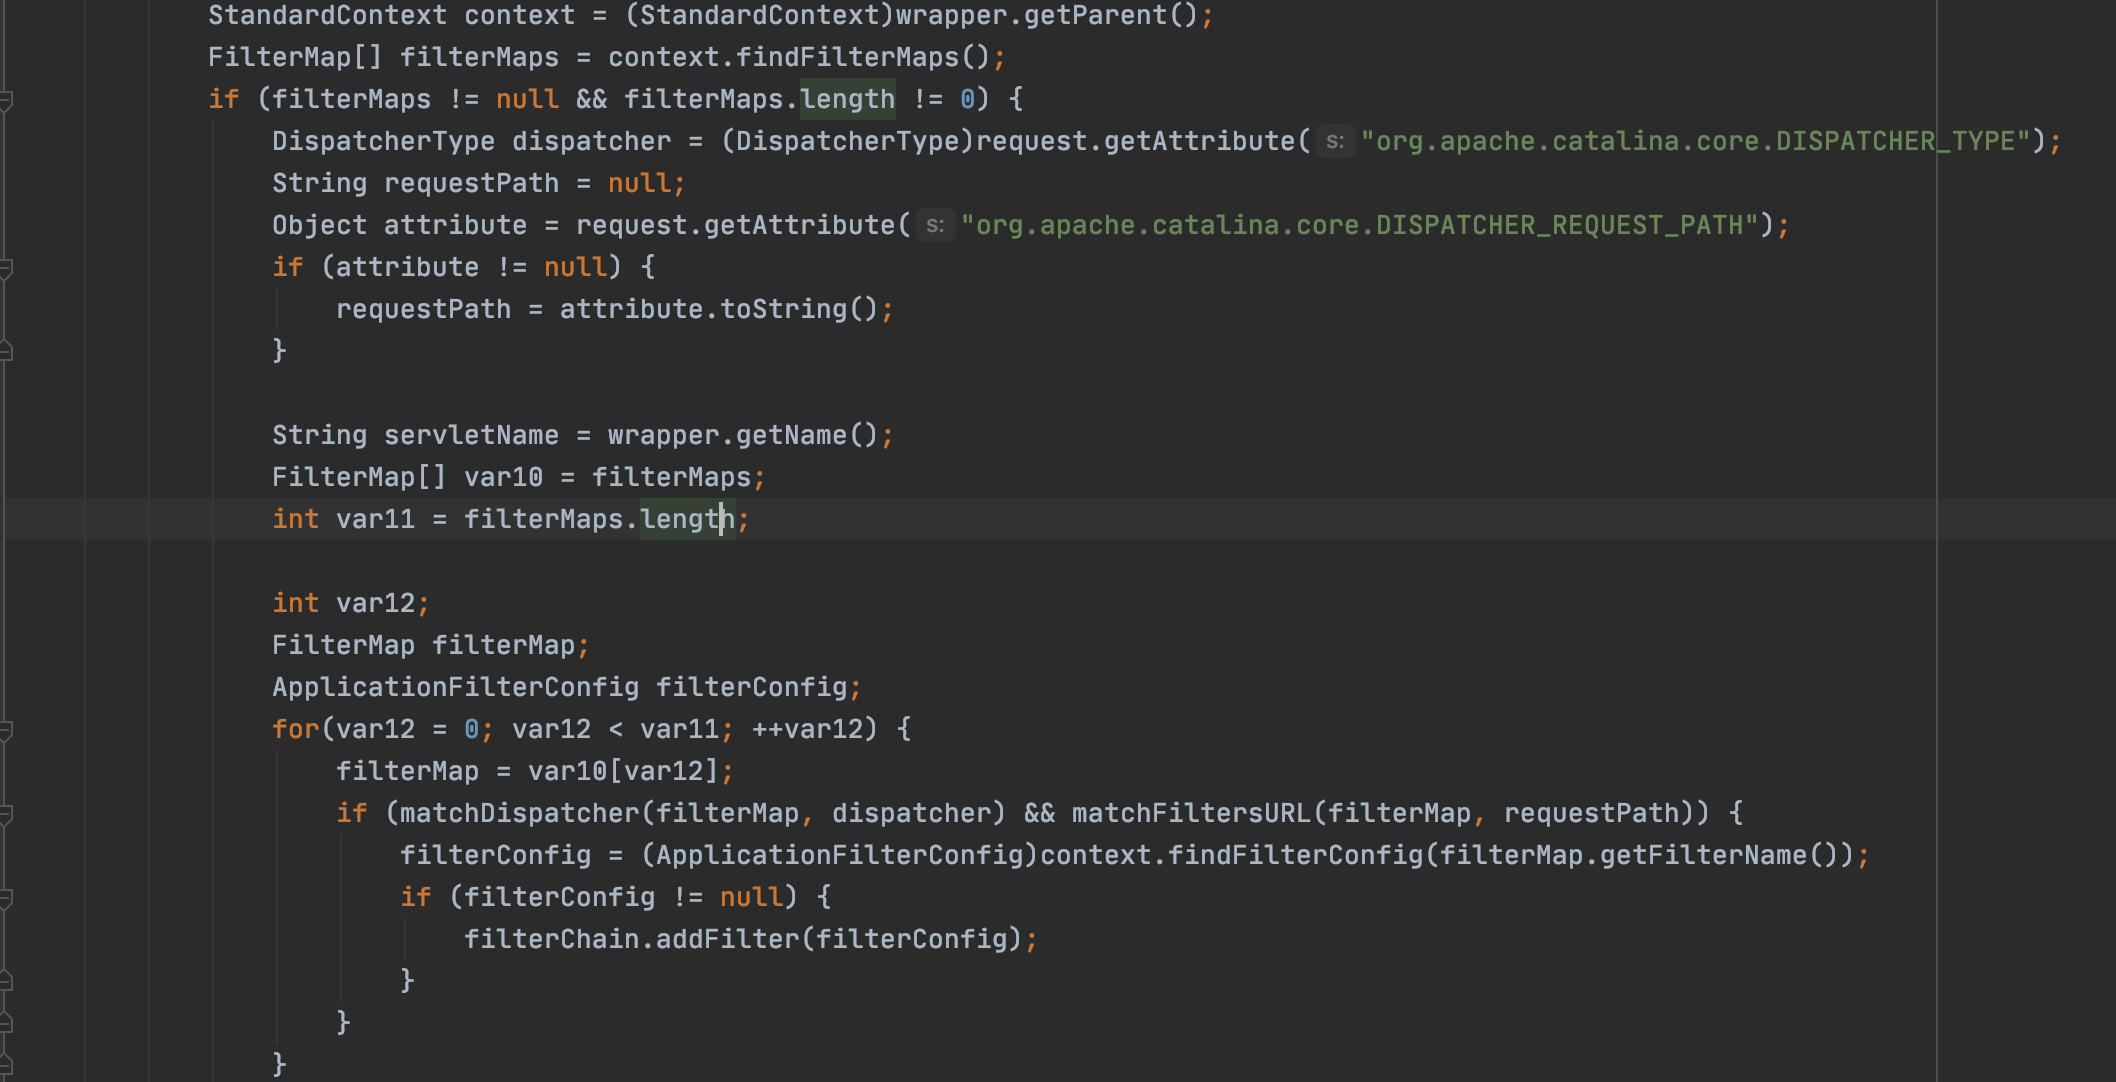 StandardContext context = (StandardContext)wrapper.getParent();
FilterMap[] filterMaps = context.findFilterMaps();
if (filterMaps != null && filterMaps.length != 0) {
DispatcherType dispatcher = (DispatcherType)request.getAttribute( s: "org.apache.catalina.core.DISPATCHER_TYPE");
String requestPath = null;
Object attribute = request.getAttribute( s: "org.apache.catalina.core.DISPATCHER_REQUEST_PATH");
if (attribute != null) {
requestPath = attribute.toString();
}
String servletName = wrapper.getName();
FilterMap[] var10 = filterMaps;
int var11 = filterMaps.length;
int var12;
FilterMap filterMap;
ApplicationFilterConfig filterConfig;
for(var12 = 0; var12 < var11; ++var12) {
filterMap = var10[var12];
if (matchDispatcher(filterMap, dispatcher) && matchFiltersURL(filterMap, requestPath)) {
filterConfig = (ApplicationFilterConfig)context.findFilterConfig(filterMap.getFilterName());
if (filterConfig != null) {
filterChain.addFilter(filterConfig);
}
}
}